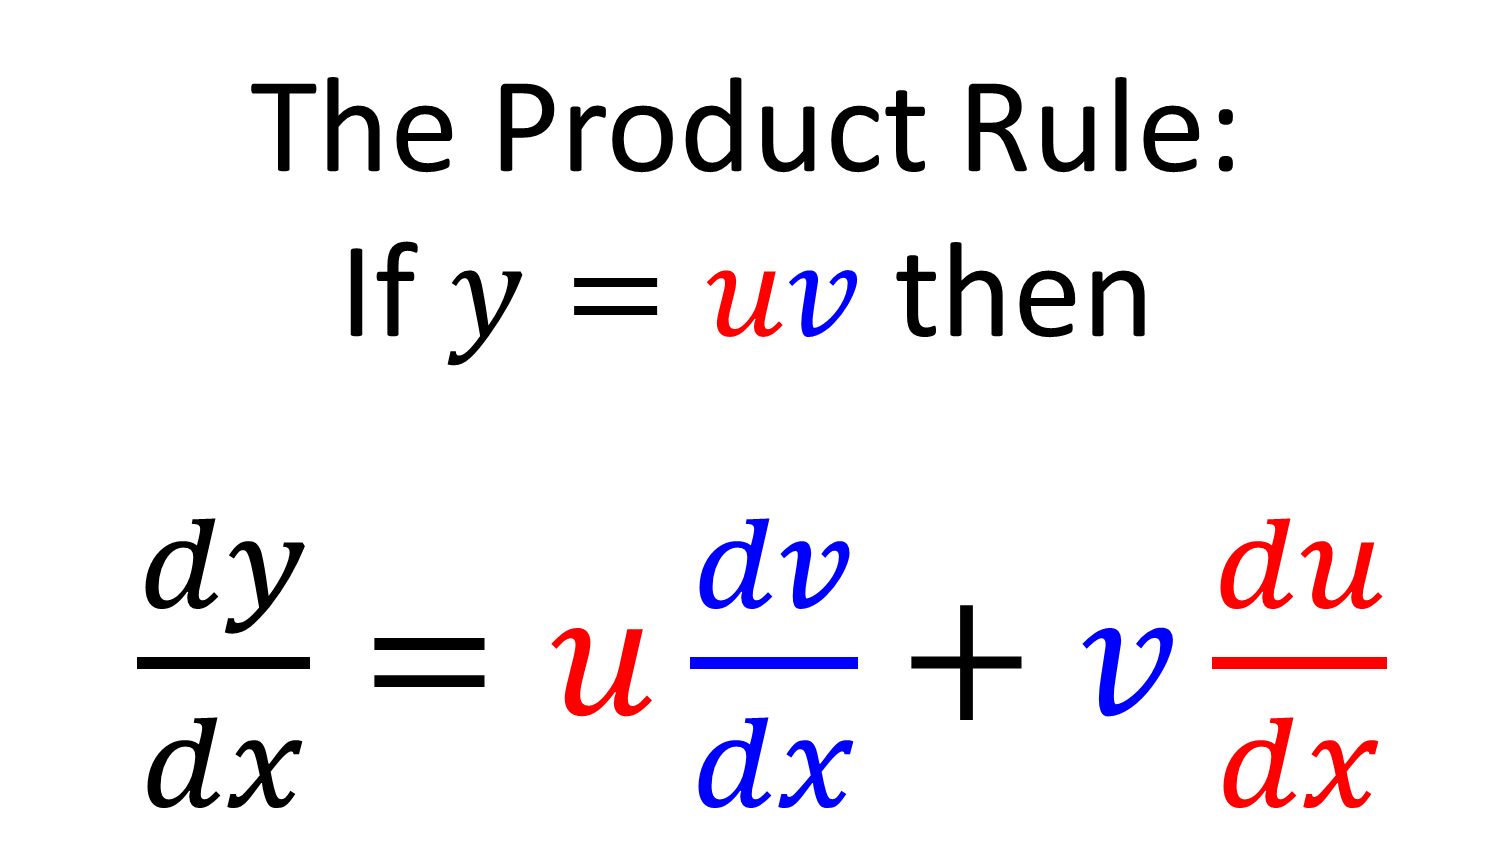 The Product Rule:
If y = uv then
dy/dx = u dv/dx + v du/dx